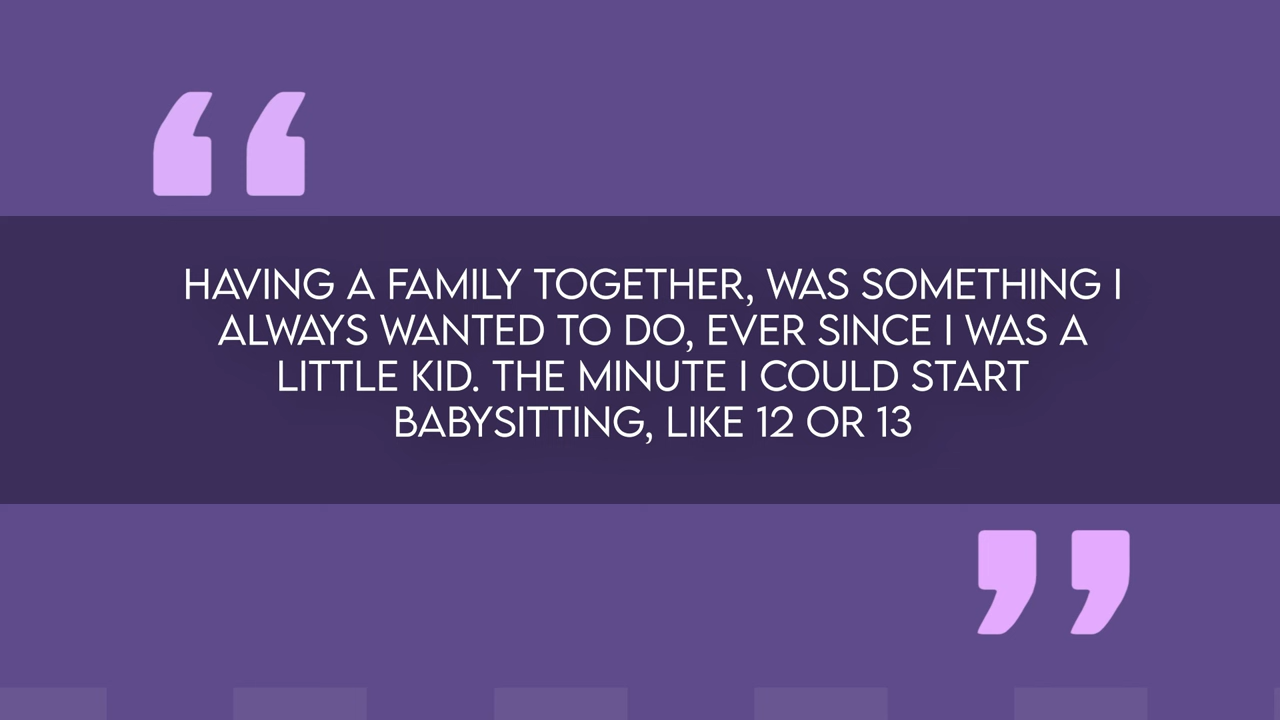 HAVING A FAMILY TOGETHER, WAS SOMETHING I
ALWAYS WANTED TO DO, EVER SINCE I WAS A
LITTLE KID. THE MINUTE I COULD START
BABYSITTING, LIKE 12 OR 13